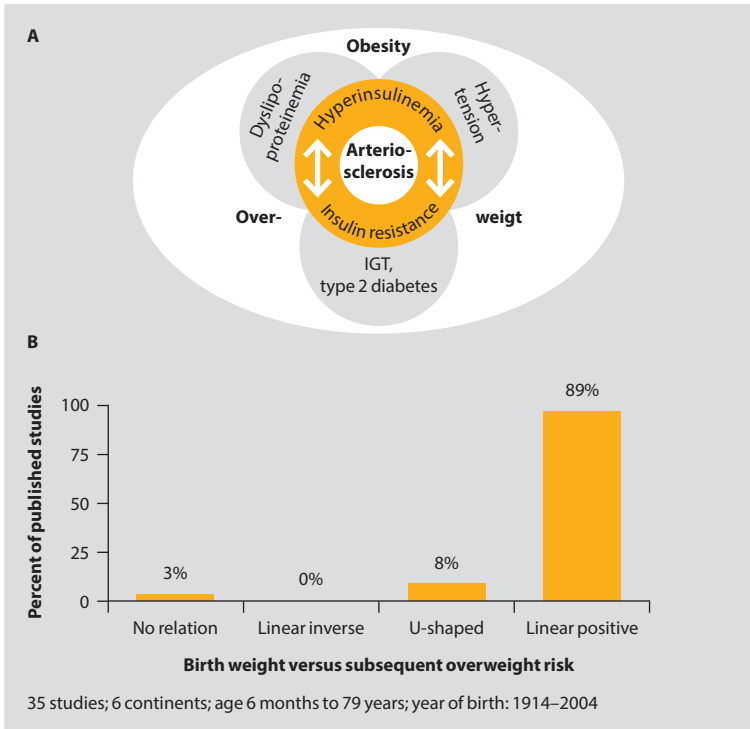 A
Obesity
Dyslipo-
proteinemia
Hyperinsulinemia
Hyper-
tension
Arterio-
sclerosis
Over-
Insulin resistance
weigt
IGT,
type 2 diabetes
B
Percent of published studies
100
75
50
25
0
3%
0%
8%
89%
No relation
Linear inverse
U-shaped
Linear positive
Birth weight versus subsequent overweight risk
35 studies; 6 continents; age 6 months to 79 years; year of birth: 1914–2004